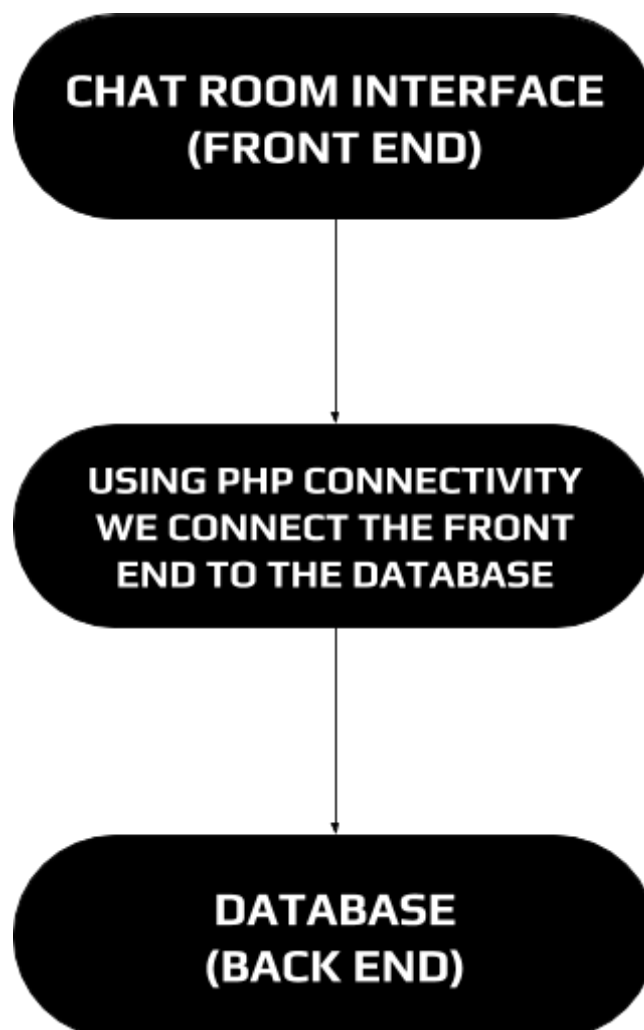 CHAT ROOM INTERFACE
(FRONT END)
USING PHP CONNECTIVITY
WE CONNECT THE FRONT
END TO THE DATABASE
DATABASE
(BACK END)